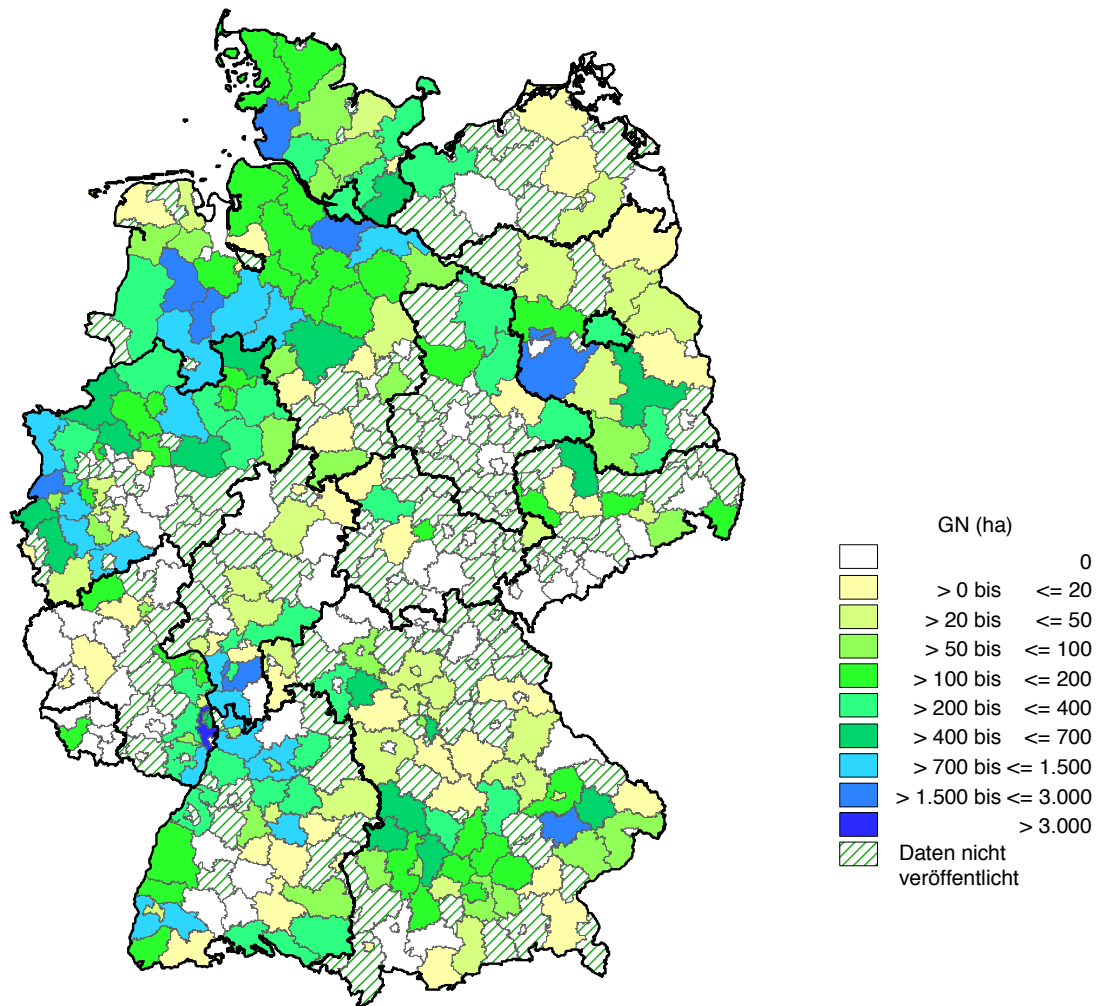 GN (ha)
0
> 0 bis <= 20
> 20 bis <= 50
> 50 bis <= 100
> 100 bis <= 200
> 200 bis <= 400
> 400 bis <= 700
> 700 bis <= 1.500
> 1.500 bis <= 3.000
> 3.000
Daten nicht
veröffentlicht